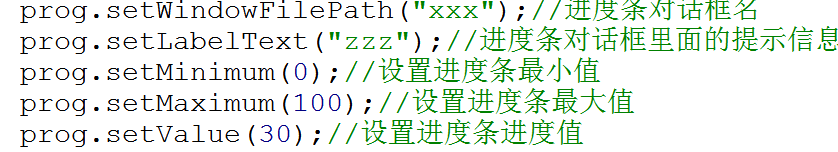 prog.setWindowFilePath("xxx");//进度条对话框名
prog.setLabelText("zzz");//进度条对话框里面的提示信息
prog.setMinimum(0);//设置进度条最小值
prog.setMaximum(100);//设置进度条最大值
prog.setValue(30);//设置进度条进度值